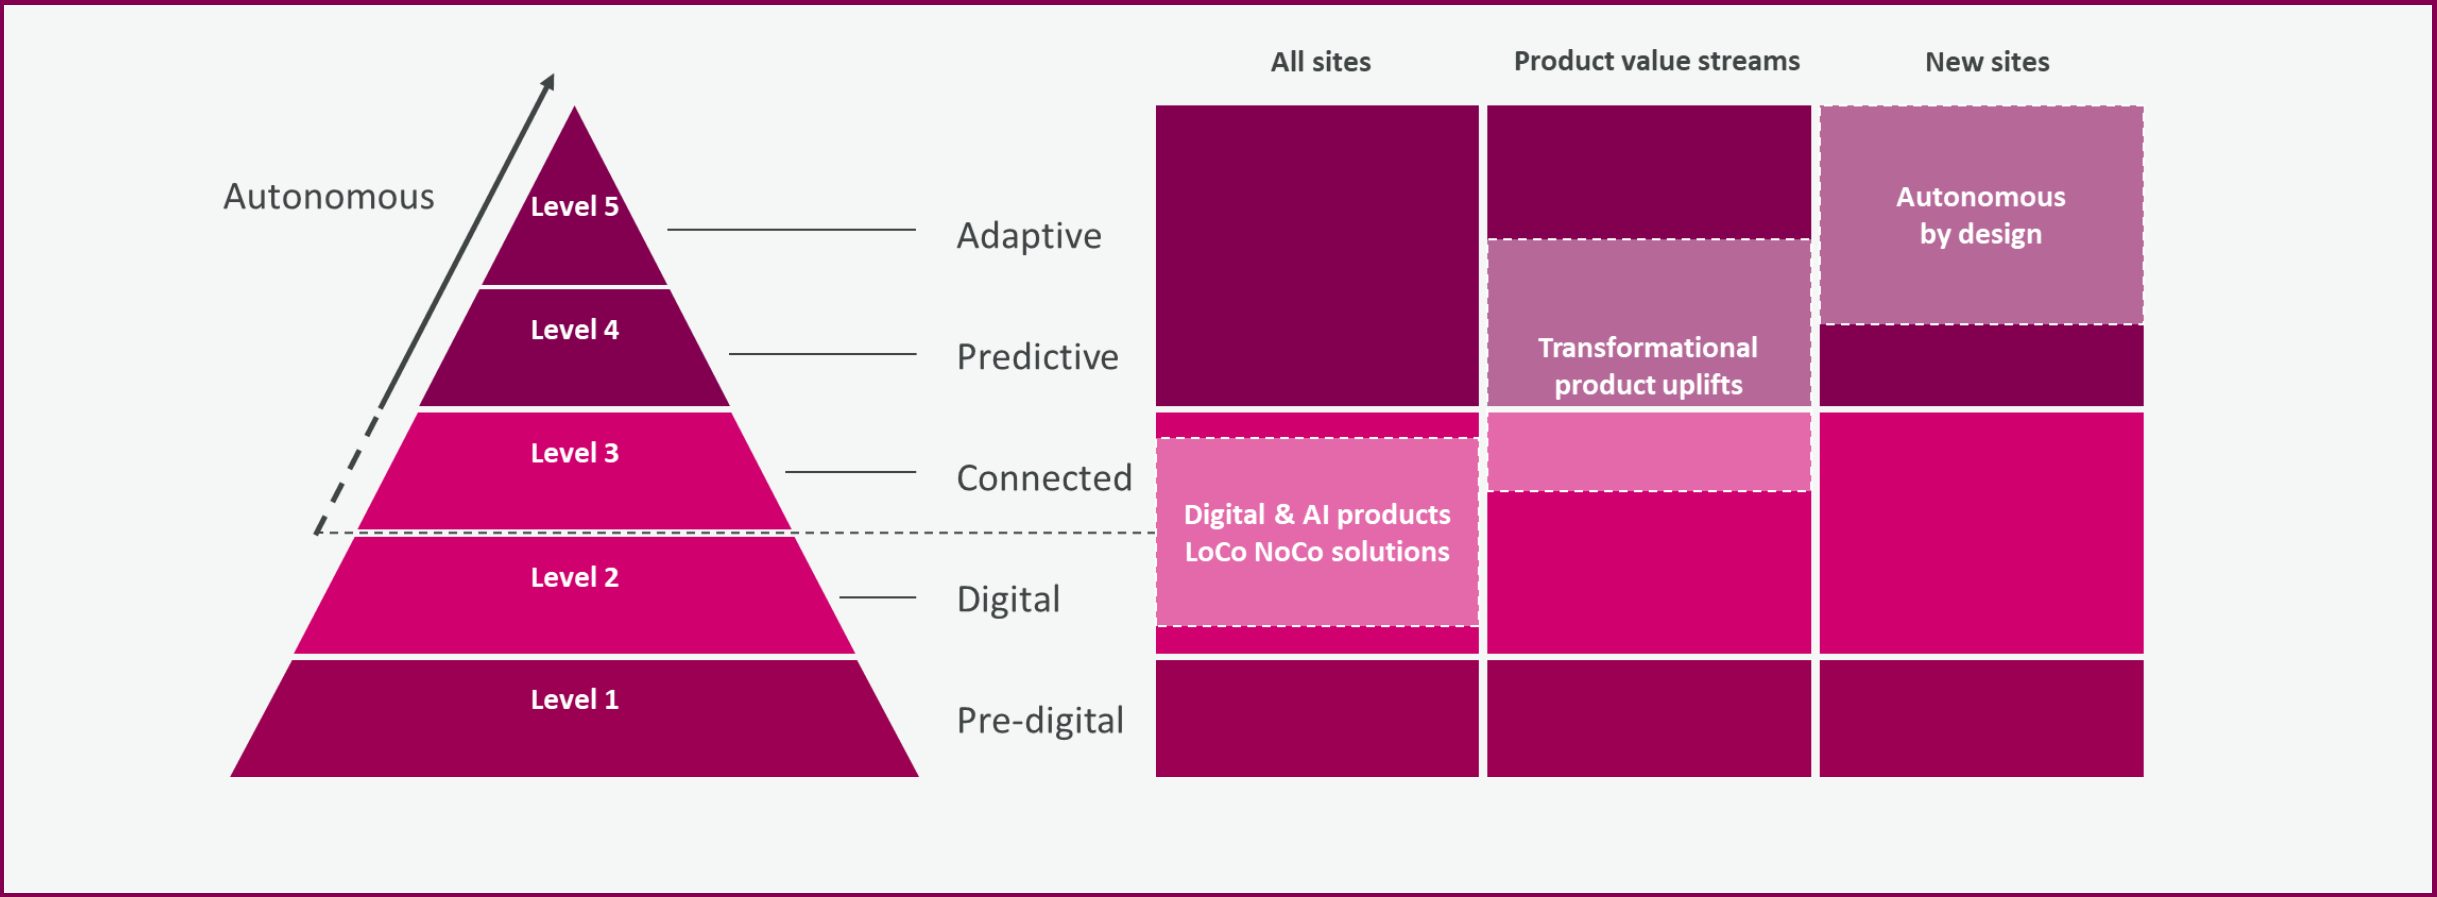 All sites
Product value streams
New sites
Autonomous
Level 5
Level 4
Level 3
Level 2
Level 1
Adaptive
Predictive
Connected
Digital
Pre-digital
Digital & AI products
LoCo NoCo solutions
Transformational
product uplifts
Autonomous
by design